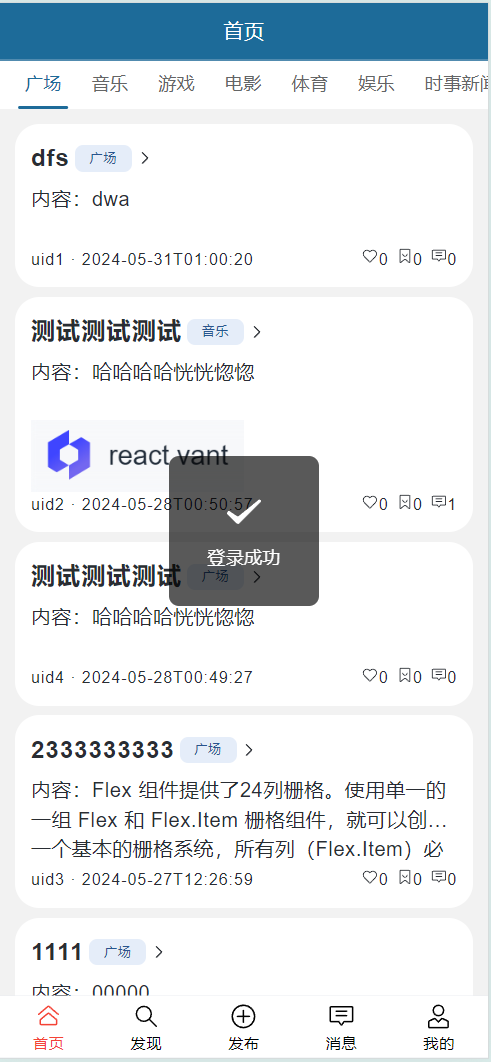 首页
广场 音乐 游戏 电影 体育 娱乐 时事新闻
dfs 广场
内容：dwa
uid1 · 2024-05-31T01:00:20 0 0 0
测试测试测试 音乐
内容：哈哈哈哈恍恍惚惚
react vant
uid2 · 2024-05-28T00:50:57 0 0 1
登录成功
测试测试测试 广场
内容：哈哈哈哈恍恍惚惚
uid4 · 2024-05-28T00:49:27 0 0 0
2333333333 广场
内容：Flex 组件提供了24列栅格。使用单一的
一组 Flex 和 Flex.Item 栅格组件，就可以创…
一个基本的栅格系统，所有列（Flex.Item）必
uid3 · 2024-05-27T12:26:59 0 0 0
1111 广场
内容：00000
首页 发现 发布 消息 我的